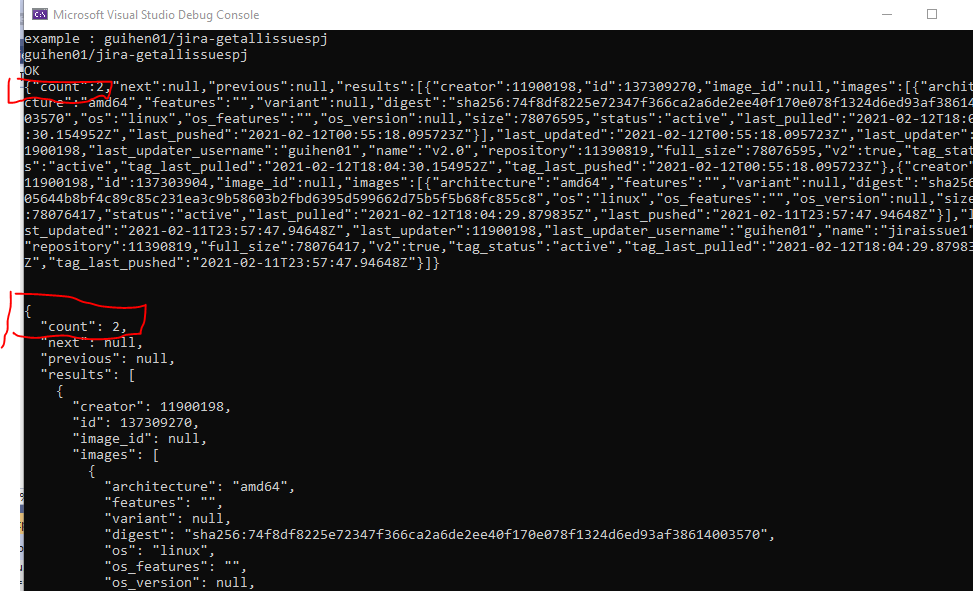 Microsoft Visual Studio Debug Console
example : guihen01/jira-getallissuespj
guihen01/jira-getallissuespj
OK
{"count":2,"next":null,"previous":null,"results":[{"creator":11900198,"id":137309270,"image_id":null,"images":[{"archi
cture":"amd64","features":"","variant":null,"digest":"sha256:74f8df8225e72347f366ca2a6de2ee40f170e078f1324d6ed93af38614
03570","os":"linux","os_features":"","os_version":null,"size":78076595,"status":"active","last_pulled":"2021-02-12T18:0
:30.154952Z","last_pushed":"2021-02-12T00:55:18.095723Z"}],"last_updated":"2021-02-12T00:55:18.095723Z","last_updater":
1900198,"last_updater_username":"guihen01","name":"v2.0","repository":11390819,"full_size":78076595,"v2":true,"tag_stat
s":"active","tag_last_pulled":"2021-02-12T18:04:30.154952Z","tag_last_pushed":"2021-02-12T00:55:18.095723Z"},{"creator"
11900198,"id":137303904,"image_id":null,"images":[{"architecture":"amd64","features":"","variant":null,"digest":"sha256
05644b8bf4c89c85c231ea3c9b58603b2fbd6395d599662d75b5f5b68fc855c8","os":"linux","os_features":"","os_version":null,"size
:78076417,"status":"active","last_pulled":"2021-02-12T18:04:29.879835Z","last_pushed":"2021-02-11T23:57:47.94648Z"}],"l
st_updated":"2021-02-11T23:57:47.94648Z","last_updater":11900198,"last_updater_username":"guihen01","name":"jiraissue1"
"repository":11390819,"full_size":78076417,"v2":true,"tag_status":"active","tag_last_pulled":"2021-02-12T18:04:29.87983
Z","tag_last_pushed":"2021-02-11T23:57:47.94648Z"}]}
{
"count": 2,
"next": null,
"previous": null,
"results": [
{
"creator": 11900198,
"id": 137309270,
"image_id": null,
"images": [
{
"architecture": "amd64",
"features": "",
"variant": null,
"digest": "sha256:74f8df8225e72347f366ca2a6de2ee40f170e078f1324d6ed93af38614003570",
"os": "linux",
"os_features": "",
"os_version": null,